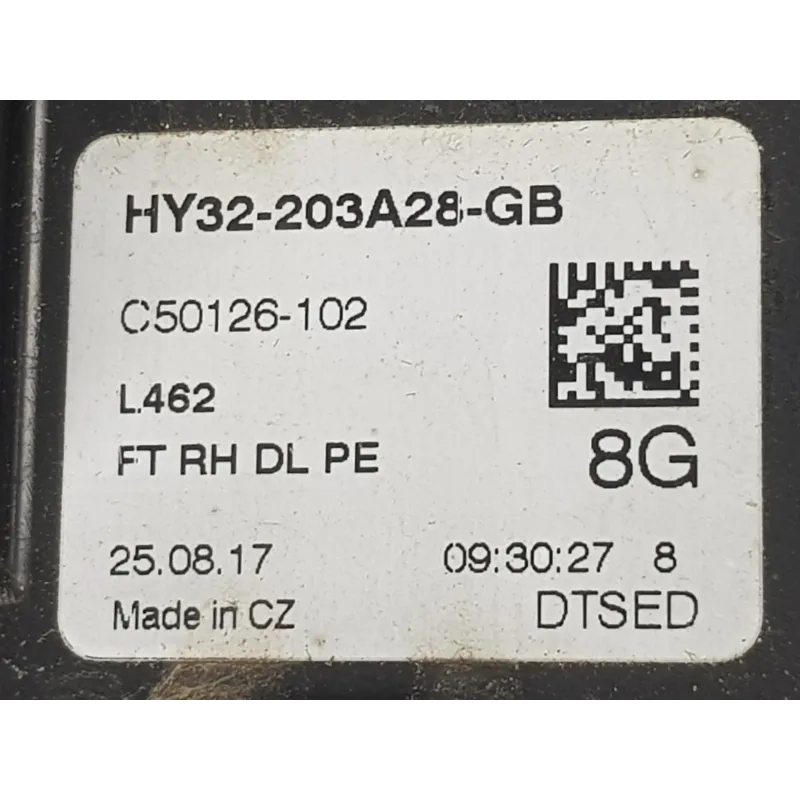 HY32-203A28-GB
C50126-102
L462
FT RH DL PE
8G
25.08.17 09:30:27 8
Made in CZ DTSED